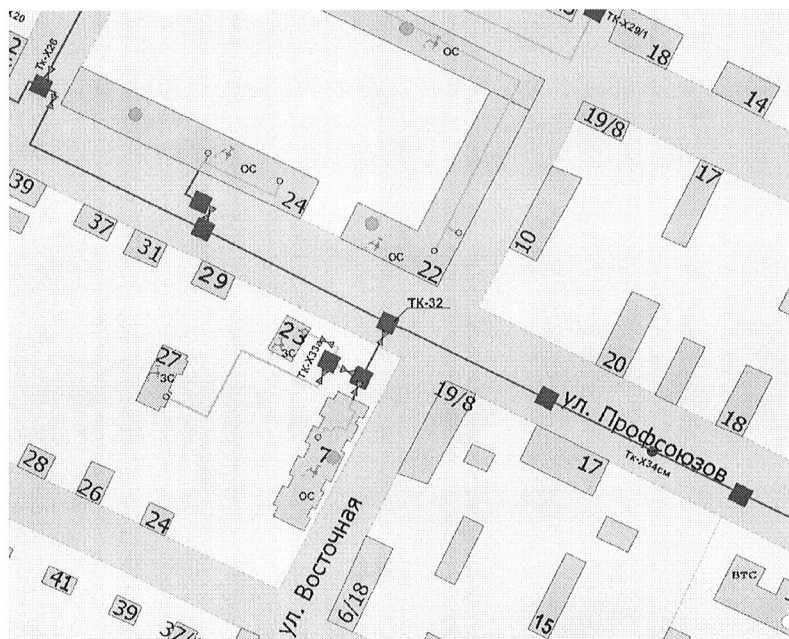 ТК-Х29/1
18
ОС
Тк-Х26
14
19/8
17
ОС
24
39
37
31
29
10
ОС
22
ТК-32
23
ЗС
ТК-Х33а
27
ЗС
20
19/8
ул. Профсоюзов
18
7
17
Тк-Х34см
ОС
28
26
24
ул. Восточная
6/18
41
39
15
ВТС